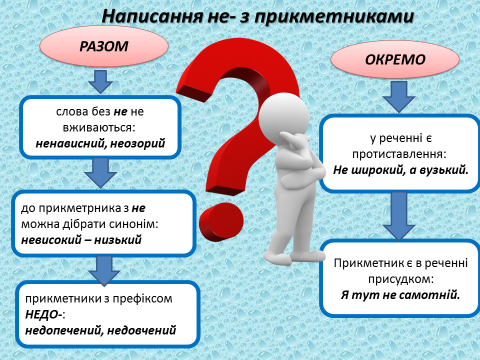 Написання не- з прикметниками
РАЗОМ
слова без не не
вживаються:
ненависний, неозорий
до прикметрника з не
можна дібрати синонім:
невисокий – низький
прикметники з префіксом
НЕДО-:
недопечений, недовчений
ОКРЕМО
у реченні є
протиставлення:
Не широкий, а вузький.
Прикметник є в реченні
присудком:
Я тут не самотній.